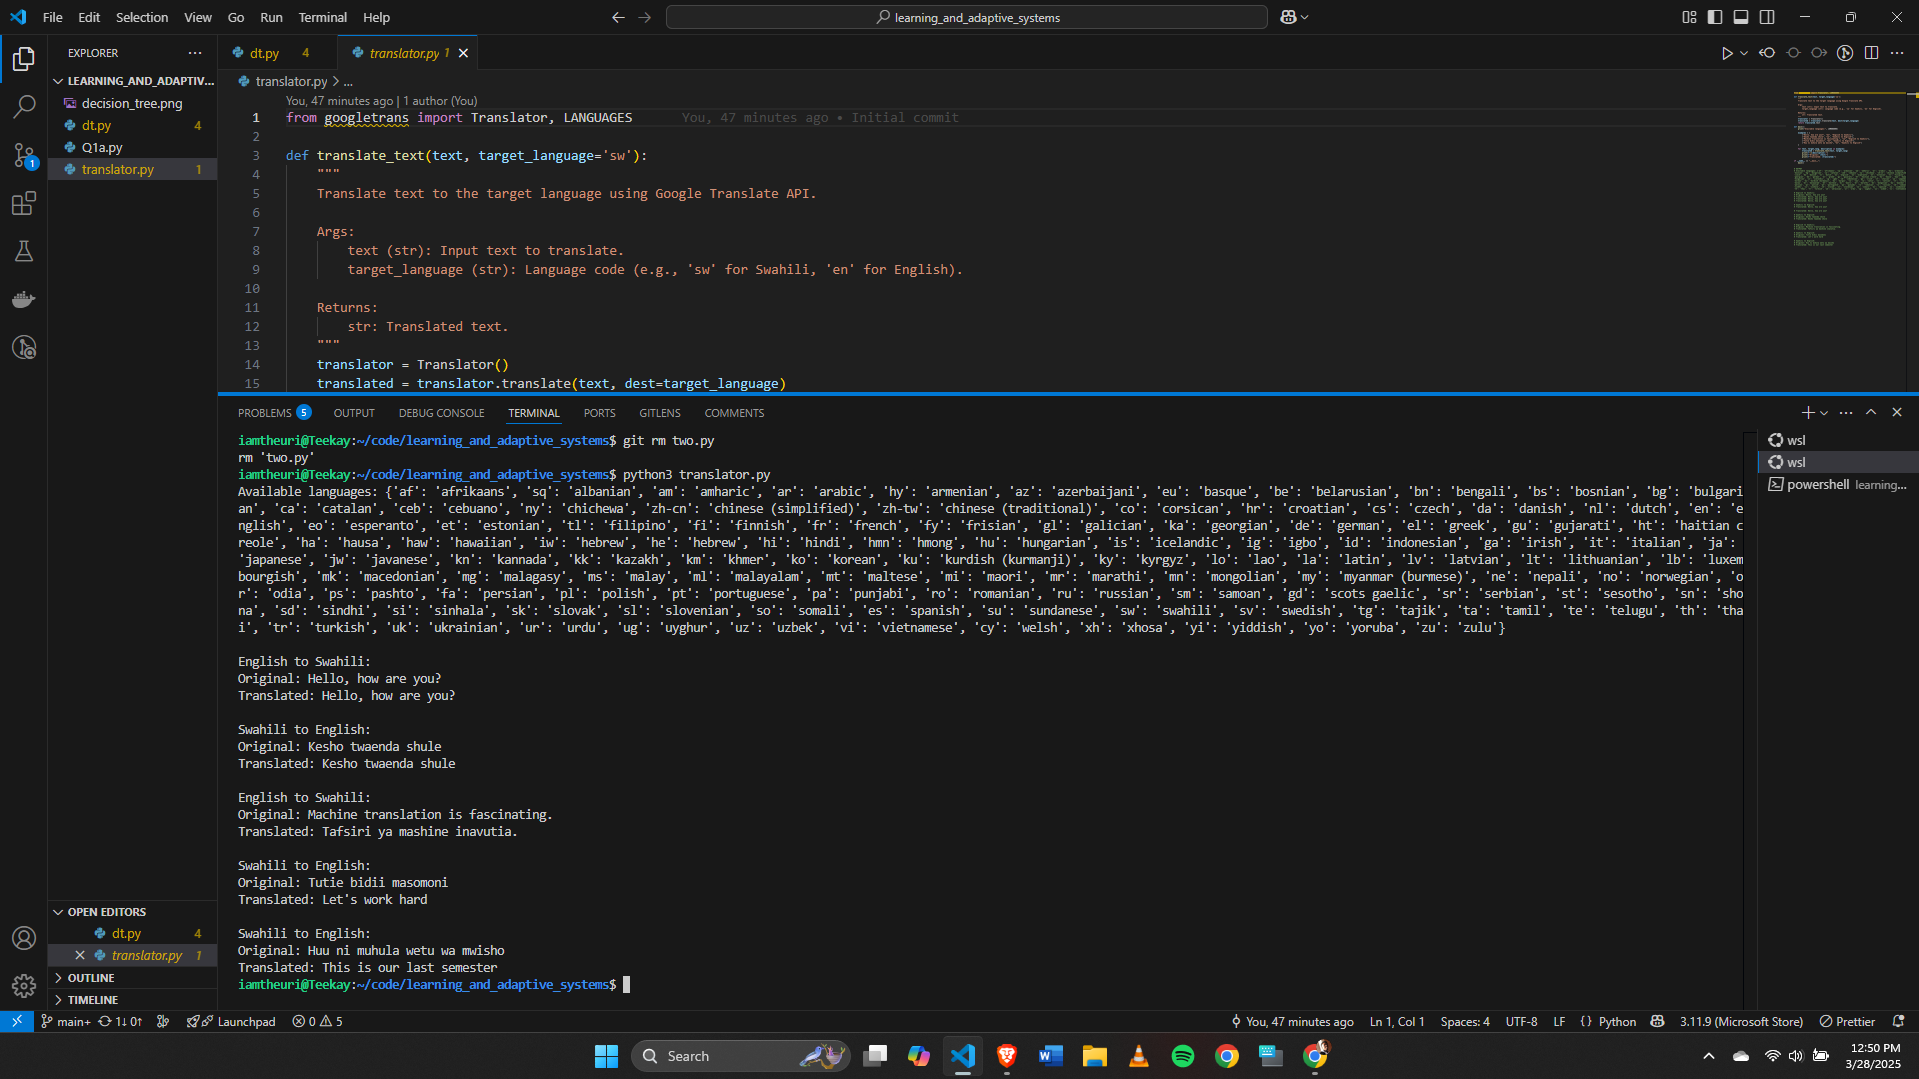 File Edit Selection View Go Run Terminal Help
learning_and_adaptive_systems
EXPLORER
LEARNING_AND_ADAPTIV...
decision_tree.png
dt.py 4
Q1a.py
translator.py 1
1
OPEN EDITORS
dt.py 4
translator.py 1
OUTLINE
TIMELINE
dt.py 4
translator.py 1
translator.py > ...
You, 47 minutes ago | 1 author (You)
1 from googletrans import Translator, LANGUAGES You, 47 minutes ago • Initial commit
2
3 def translate_text(text, target_language='sw'):
4 """
5 Translate text to the target language using Google Translate API.
6
7 Args:
8 text (str): Input text to translate.
9 target_language (str): Language code (e.g., 'sw' for Swahili, 'en' for English).
10
11 Returns:
12 str: Translated text.
13 """
14 translator = Translator()
15 translated = translator.translate(text, dest=target_language)
PROBLEMS 5 OUTPUT DEBUG CONSOLE TERMINAL PORTS GITLENS COMMENTS
iamtheuri@Teekay:~/code/learning_and_adaptive_systems$ git rm two.py
rm 'two.py'
iamtheuri@Teekay:~/code/learning_and_adaptive_systems$ python3 translator.py
Available languages: {'af': 'afrikaans', 'sq': 'albanian', 'am': 'amharic', 'ar': 'arabic', 'hy': 'armenian', 'az': 'azerbaijani', 'eu': 'basque', 'be': 'belarusian', 'bn': 'bengali', 'bs': 'bosnian', 'bg': 'bulgari
an', 'ca': 'catalan', 'ceb': 'cebuano', 'ny': 'chichewa', 'zh-cn': 'chinese (simplified)', 'zh-tw': 'chinese (traditional)', 'co': 'corsican', 'hr': 'croatian', 'cs': 'czech', 'da': 'danish', 'nl': 'dutch', 'en': 'e
nglish', 'eo': 'esperanto', 'et': 'estonian', 'tl': 'filipino', 'fi': 'finnish', 'fr': 'french', 'fy': 'frisian', 'gl': 'galician', 'ka': 'georgian', 'de': 'german', 'el': 'greek', 'gu': 'gujarati', 'ht': 'haitian c
reole', 'ha': 'hausa', 'haw': 'hawaiian', 'iw': 'hebrew', 'he': 'hebrew', 'hi': 'hindi', 'hmn': 'hmong', 'hu': 'hungarian', 'is': 'icelandic', 'ig': 'igbo', 'id': 'indonesian', 'ga': 'irish', 'it': 'italian', 'ja':
'japanese', 'jw': 'javanese', 'kn': 'kannada', 'kk': 'kazakh', 'km': 'khmer', 'ko': 'korean', 'ku': 'kurdish (kurmanji)', 'ky': 'kyrgyz', 'lo': 'lao', 'la': 'latin', 'lv': 'latvian', 'lt': 'lithuanian', 'lb': 'luxem
bourgish', 'mk': 'macedonian', 'mg': 'malagasy', 'ms': 'malay', 'ml': 'malayalam', 'mt': 'maltese', 'mi': 'maori', 'mr': 'marathi', 'mn': 'mongolian', 'my': 'myanmar (burmese)', 'ne': 'nepali', 'no': 'norwegian', 'o
r': 'odia', 'ps': 'pashto', 'fa': 'persian', 'pl': 'polish', 'pt': 'portuguese', 'pa': 'punjabi', 'ro': 'romanian', 'ru': 'russian', 'sm': 'samoan', 'gd': 'scots gaelic', 'sr': 'serbian', 'st': 'sesotho', 'sn': 'sho
na', 'sd': 'sindhi', 'si': 'sinhala', 'sk': 'slovak', 'sl': 'slovenian', 'so': 'somali', 'es': 'spanish', 'su': 'sundanese', 'sw': 'swahili', 'sv': 'swedish', 'tg': 'tajik', 'ta': 'tamil', 'te': 'telugu', 'th': 'tha
i', 'tr': 'turkish', 'uk': 'ukrainian', 'ur': 'urdu', 'ug': 'uyghur', 'uz': 'uzbek', 'vi': 'vietnamese', 'cy': 'welsh', 'xh': 'xhosa', 'yi': 'yiddish', 'yo': 'yoruba', 'zu': 'zulu'}
English to Swahili:
Original: Hello, how are you?
Translated: Hello, how are you?
Swahili to English:
Original: Kesho twaenda shule
Translated: Kesho twaenda shule
English to Swahili:
Original: Machine translation is fascinating.
Translated: Tafsiri ya mashine inavutia.
Swahili to English:
Original: Tutie bidii masomoni
Translated: Let's work hard
Swahili to English:
Original: Huu ni muhula wetu wa mwisho
Translated: This is our last semester
iamtheuri@Teekay:~/code/learning_and_adaptive_systems$
wsl
wsl
powershell learning...
main+ 1↓ 0↑ Launchpad 0 5 You, 47 minutes ago Ln 1, Col 1 Spaces: 4 UTF-8 LF {} Python 3.11.9 (Microsoft Store) Prettier
Search
12:50 PM
3/28/2025